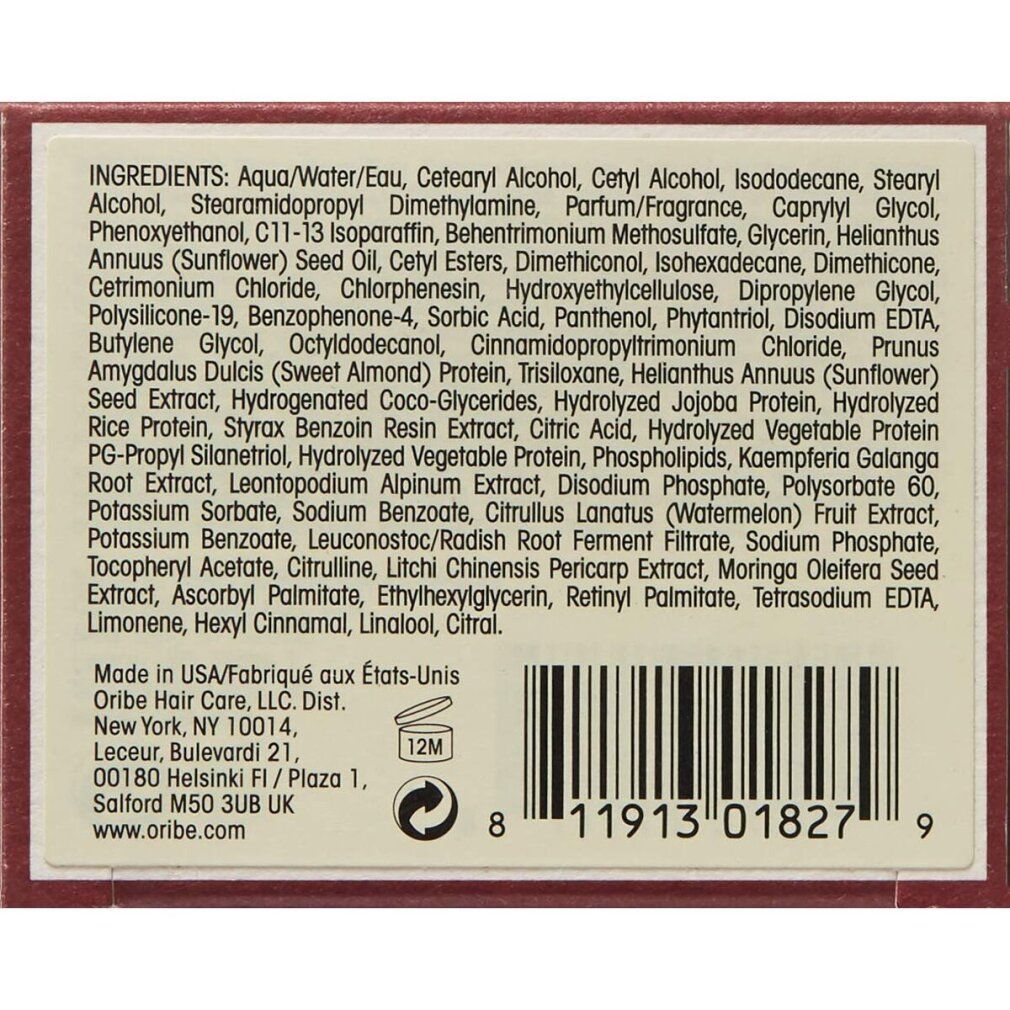 INGREDIENTS: Aqua/Water/Eau, Cetearyl Alcohol, Cetyl Alcohol, Isododecane, Stearyl
Alcohol, Stearamidopropyl Dimethylamine, Parfum/Fragrance, Caprylyl Glycol,
Phenoxyethanol, C11-13 Isoparaffin, Behentrimonium Methosulfate, Glycerin, Helianthus
Annuus (Sunflower) Seed Oil, Cetyl Esters, Dimethiconol, Isohexadecane, Dimethicone,
Cetrimonium Chloride, Chlorphenesin, Hydroxyethylcellulose, Dipropylene Glycol,
Polysilicone-19, Benzophenone-4, Sorbic Acid, Panthenol, Phytantriol, Disodium EDTA,
Butylene Glycol, Octyldodecanol, Cinnamidopropyltrimonium Chloride, Prunus
Amygdalus Dulcis (Sweet Almond) Protein, Trisiloxane, Helianthus Annuus (Sunflower)
Seed Extract, Hydrogenated Coco-Glycerides, Hydrolyzed Jojoba Protein, Hydrolyzed
Rice Protein, Styrax Benzoin Resin Extract, Citric Acid, Hydrolyzed Vegetable Protein
PG-Propyl Silanetriol, Hydrolyzed Vegetable Protein, Phospholipids, Kaempferia Galanga
Root Extract, Leontopodium Alpinum Extract, Disodium Phosphate, Polysorbate 60,
Potassium Sorbate, Sodium Benzoate, Citrullus Lanatus (Watermelon) Fruit Extract,
Potassium Benzoate, Leuconostoc/Radish Root Ferment Filtrate, Sodium Phosphate,
Tocopheryl Acetate, Citrulline, Litchi Chinensis Pericarp Extract, Moringa Oleifera Seed
Extract, Ascorbyl Palmitate, Ethylhexylglycerin, Retinyl Palmitate, Tetrasodium EDTA,
Limonene, Hexyl Cinnamal, Linalool, Citral.
Made in USA/Fabriqué aux États-Unis
Oribe Hair Care, LLC. Dist.
New York, NY 10014,
Leceur, Bulevardi 21,
00180 Helsinki FI / Plaza 1,
Salford M50 3UB UK
www.oribe.com
12M
8 11913 01827 9